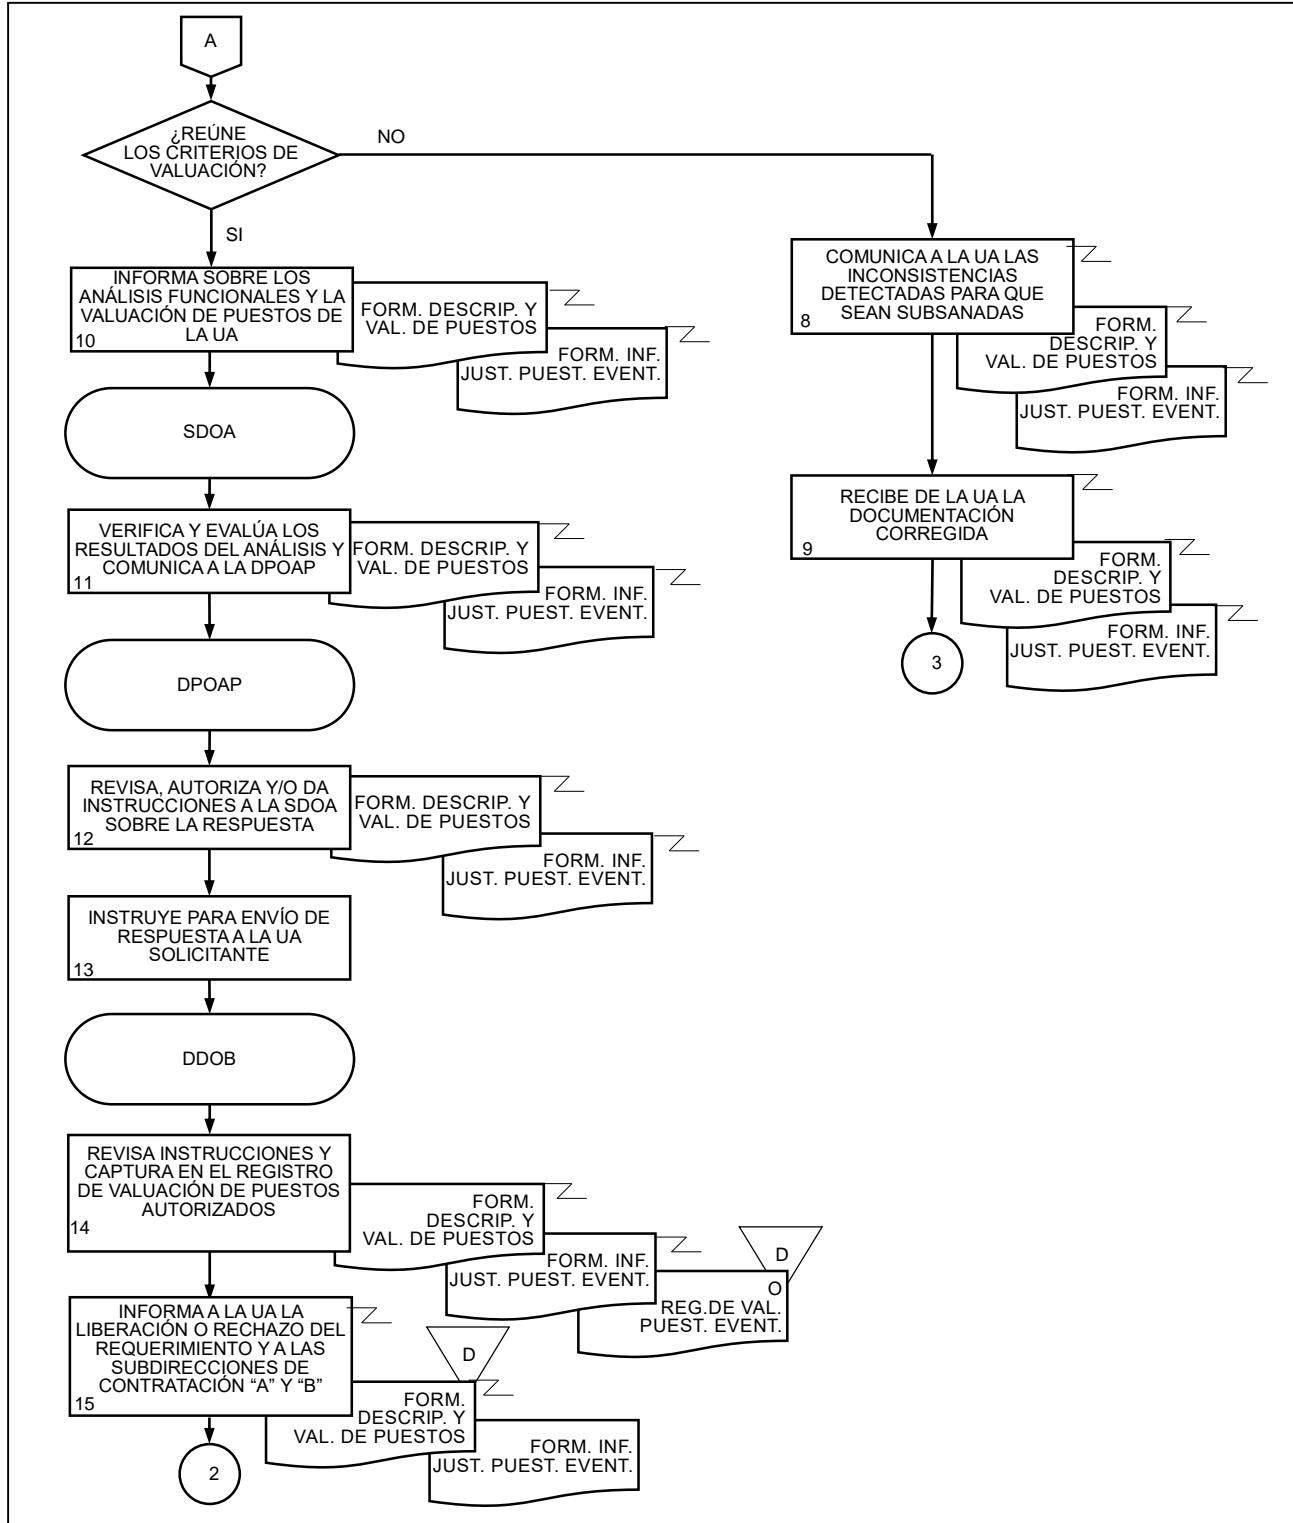 A
¿REÚNE
LOS CRITERIOS DE
VALUACIÓN?
NO
SI
INFORMA SOBRE LOS
ANÁLISIS FUNCIONALES Y LA
VALUACIÓN DE PUESTOS DE
LA UA
10
FORM. DESCRIP. Y
VAL. DE PUESTOS
FORM. INF.
JUST. PUEST. EVENT.
SDOA
VERIFICA Y EVALÚA LOS
RESULTADOS DEL ANÁLISIS Y
COMUNICA A LA DPOAP
11
FORM. DESCRIP. Y
VAL. DE PUESTOS
FORM. INF.
JUST. PUEST. EVENT.
DPOAP
REVISA, AUTORIZA Y/O DA
INSTRUCCIONES A LA SDOA
SOBRE LA RESPUESTA
12
FORM. DESCRIP. Y
VAL. DE PUESTOS
FORM. INF.
JUST. PUEST. EVENT.
INSTRUYE PARA ENVÍO DE
RESPUESTA A LA UA
SOLICITANTE
13
DDOB
REVISA INSTRUCCIONES Y
CAPTURA EN EL REGISTRO
DE VALUACIÓN DE PUESTOS
AUTORIZADOS
14
FORM.
DESCRIP. Y
VAL. DE PUESTOS
FORM. INF.
JUST. PUEST. EVENT.
D
O
REG.DE VAL.
PUEST. EVENT.
INFORMA A LA UA LA
LIBERACIÓN O RECHAZO DEL
REQUERIMIENTO Y A LAS
SUBDIRECCIONES DE
CONTRATACIÓN “A” Y “B”
15
D
FORM.
DESCRIP. Y
VAL. DE PUESTOS
FORM. INF.
JUST. PUEST. EVENT.
2
COMUNICA A LA UA LAS
INCONSISTENCIAS
DETECTADAS PARA QUE
SEAN SUBSANADAS
8
FORM.
DESCRIP. Y
VAL. DE PUESTOS
FORM. INF.
JUST. PUEST. EVENT.
RECIBE DE LA UA LA
DOCUMENTACIÓN
CORREGIDA
9
FORM.
DESCRIP. Y
VAL. DE PUESTOS
FORM. INF.
JUST. PUEST. EVENT.
3